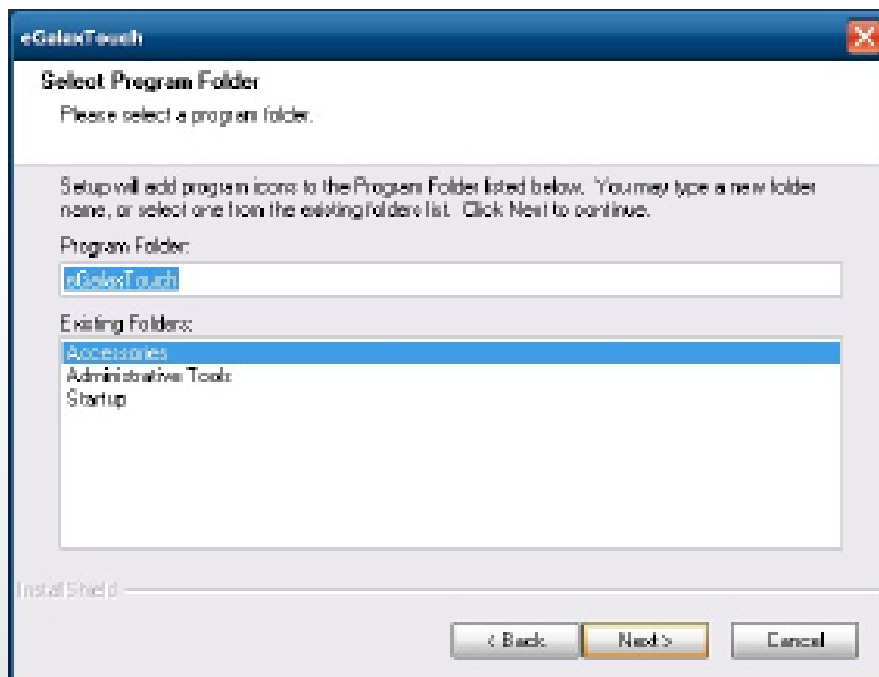 eGalaxTouch
Select Program Folder
Please select a program folder.
Setup will add program icons to the Program Folder listed below. You may type a new folder
name, or select one from the existing folders list. Click Next to continue.
Program Folder:
eGalaxTouch
Existing Folders:
Accessories
Administrative Tools
Startup
InstallShield
< Back
Next >
Cancel